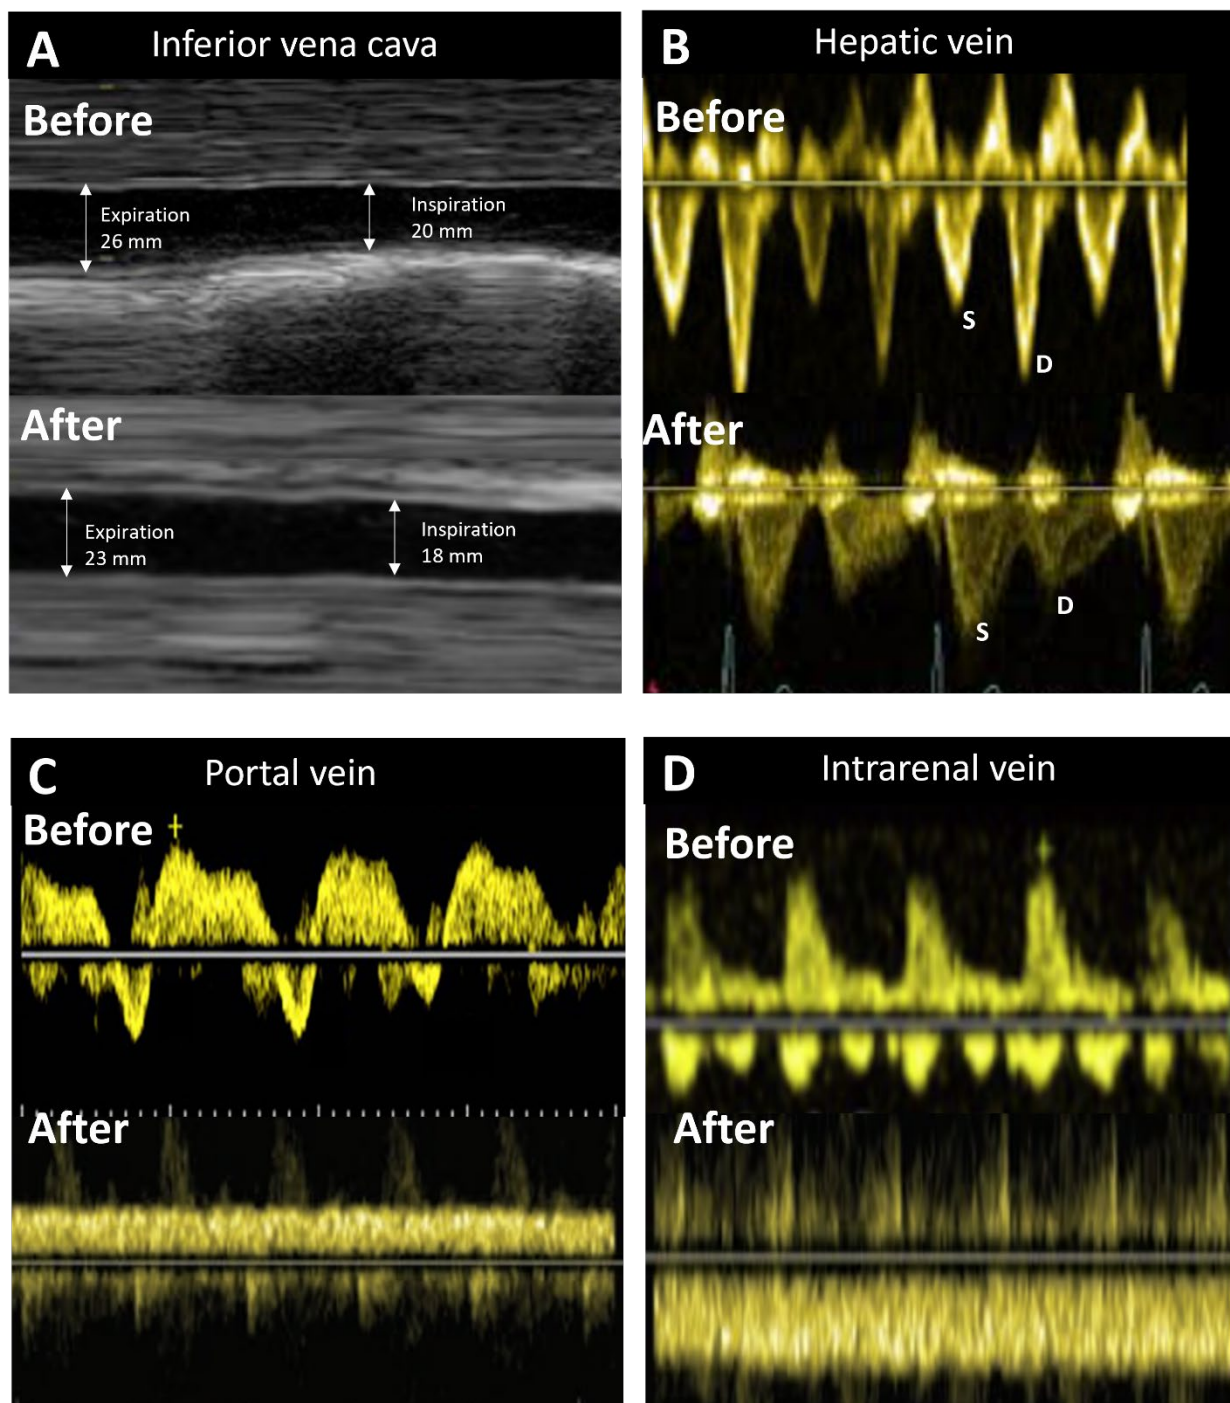 A
Inferior vena cava
Before
Expiration
26 mm
Inspiration
20 mm
After
Expiration
23 mm
Inspiration
18 mm
B
Hepatic vein
Before
S
D
After
S
D
C
Portal vein
Before
After
D
Intrarenal vein
Before
After